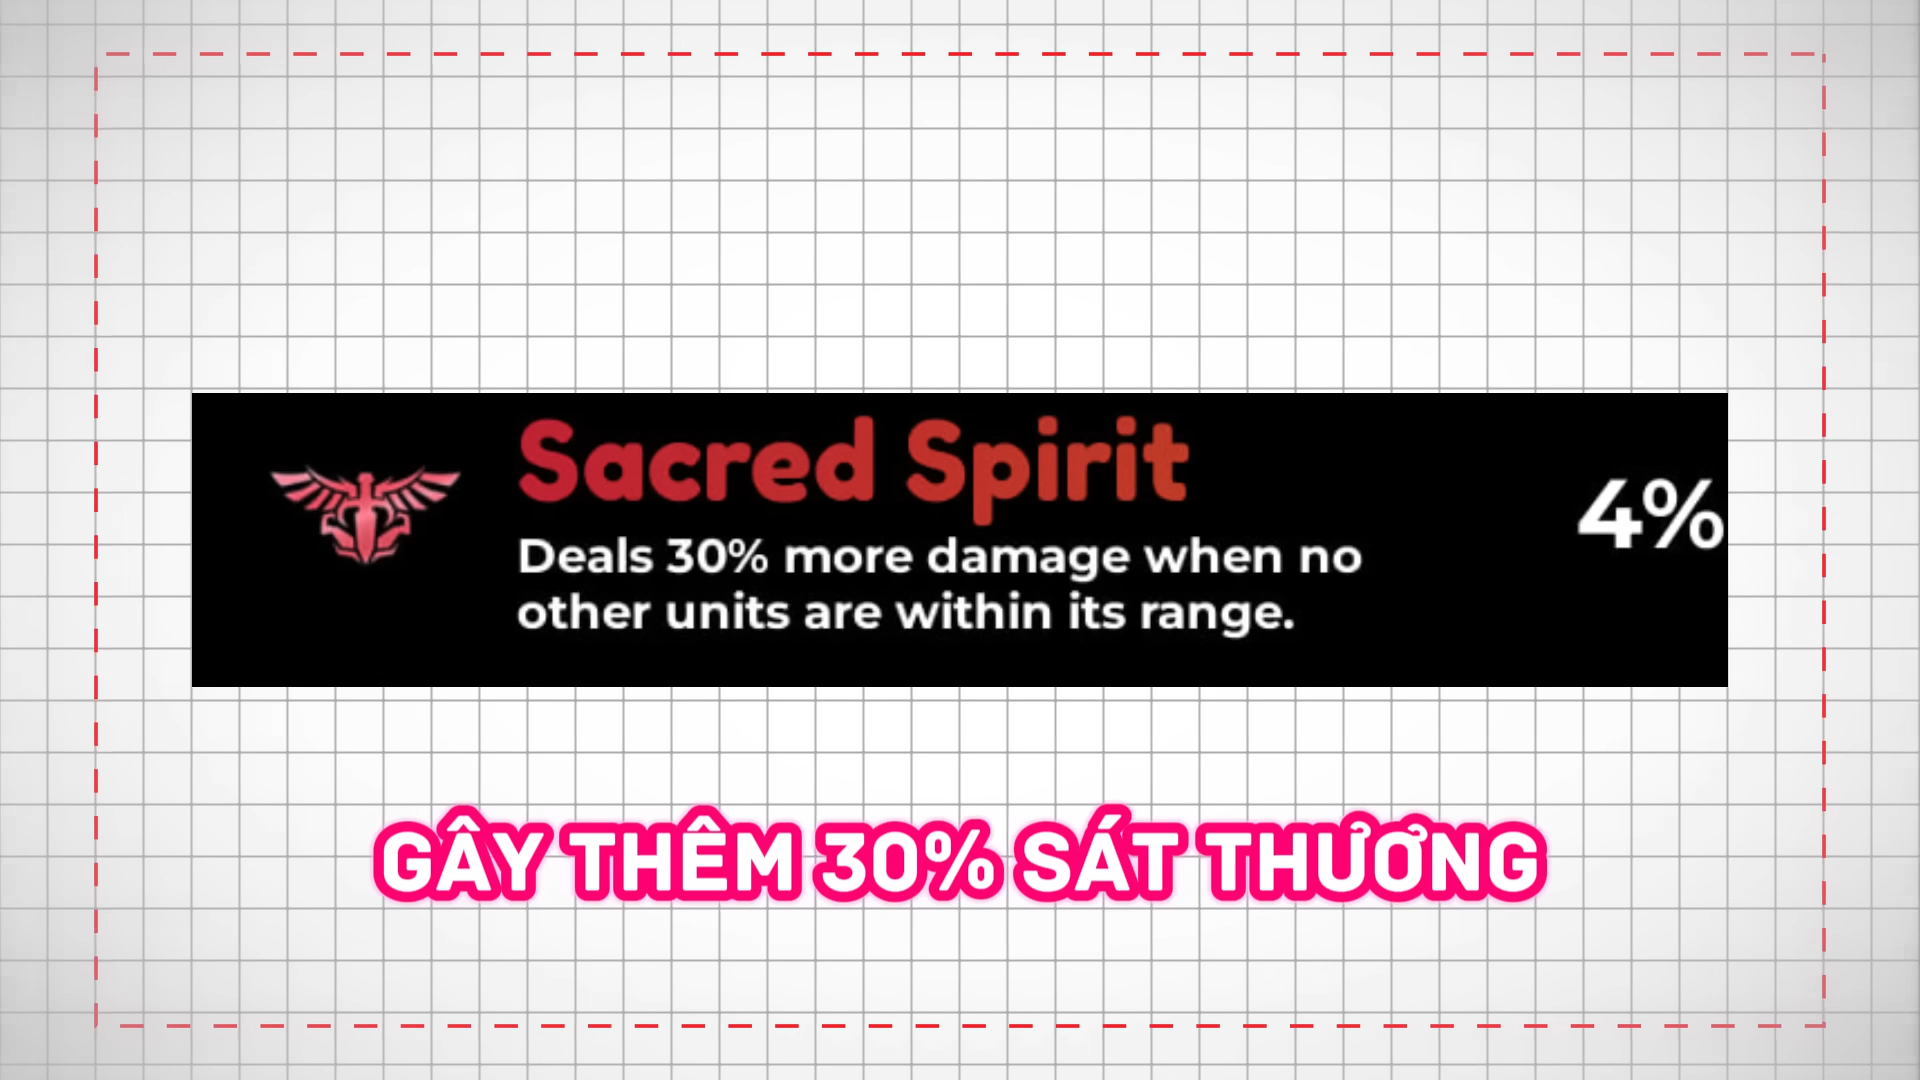 Sacred Spirit
Deals 30% more damage when no
other units are within its range.
4%
GÂY THÊM 30% SÁT THƯƠNG